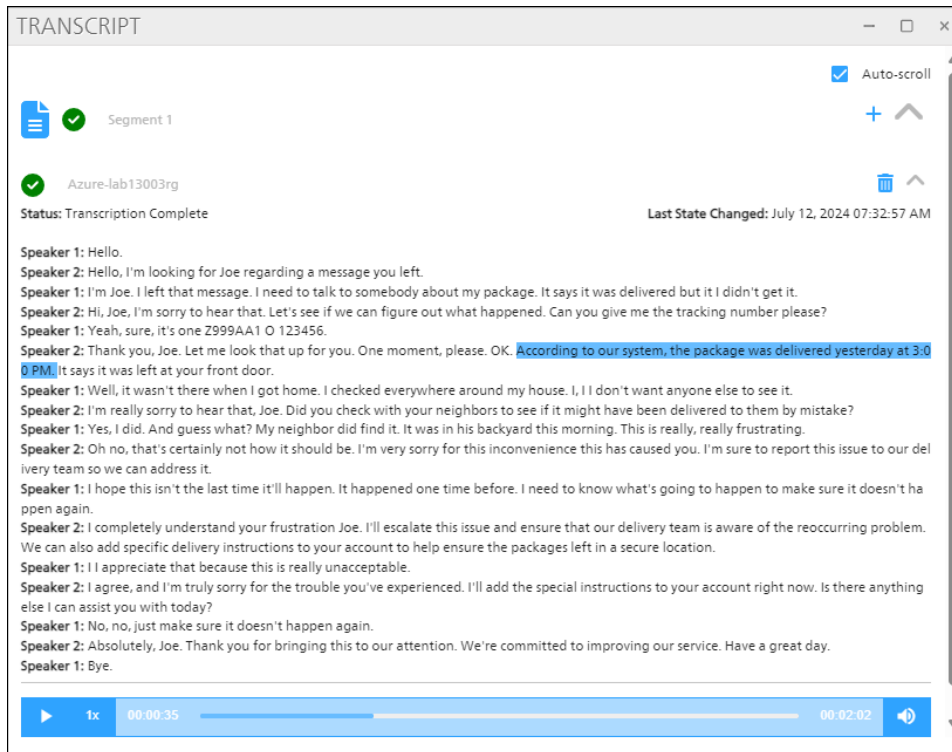 TRANSCRIPT
Auto-scroll
Segment 1
Azure-lab13003rg
Status: Transcription Complete
Last State Changed: July 12, 2024 07:32:57 AM
Speaker 1: Hello.
Speaker 2: Hello, I'm looking for Joe regarding a message you left.
Speaker 1: I'm Joe. I left that message. I need to talk to somebody about my package. It says it was delivered but it I didn't get it.
Speaker 2: Hi, Joe, I'm sorry to hear that. Let's see if we can figure out what happened. Can you give me the tracking number please?
Speaker 1: Yeah, sure, it's one Z999AA1 O 123456.
Speaker 2: Thank you, Joe. Let me look that up for you. One moment, please. OK. According to our system, the package was delivered yesterday at 3:0
0 PM. It says it was left at your front door.
Speaker 1: Well, it wasn't there when I got home. I checked everywhere around my house. I, I I don't want anyone else to see it.
Speaker 2: I'm really sorry to hear that, Joe. Did you check with your neighbors to see if it might have been delivered to them by mistake?
Speaker 1: Yes, I did. And guess what? My neighbor did find it. It was in his backyard this morning. This is really, really frustrating.
Speaker 2: Oh no, that's certainly not how it should be. I'm very sorry for this inconvenience this has caused you. I'm sure to report this issue to our del
ivery team so we can address it.
Speaker 1: I hope this isn't the last time it'll happen. It happened one time before. I need to know what's going to happen to make sure it doesn't ha
ppen again.
Speaker 2: I completely understand your frustration Joe. I'll escalate this issue and ensure that our delivery team is aware of the reoccurring problem.
We can also add specific delivery instructions to your account to help ensure the packages left in a secure location.
Speaker 1: I I appreciate that because this is really unacceptable.
Speaker 2: I agree, and I'm truly sorry for the trouble you've experienced. I'll add the special instructions to your account right now. Is there anything
else I can assist you with today?
Speaker 1: No, no, just make sure it doesn't happen again.
Speaker 2: Absolutely, Joe. Thank you for bringing this to our attention. We're committed to improving our service. Have a great day.
Speaker 1: Bye.
1x 00:00:35 00:02:02